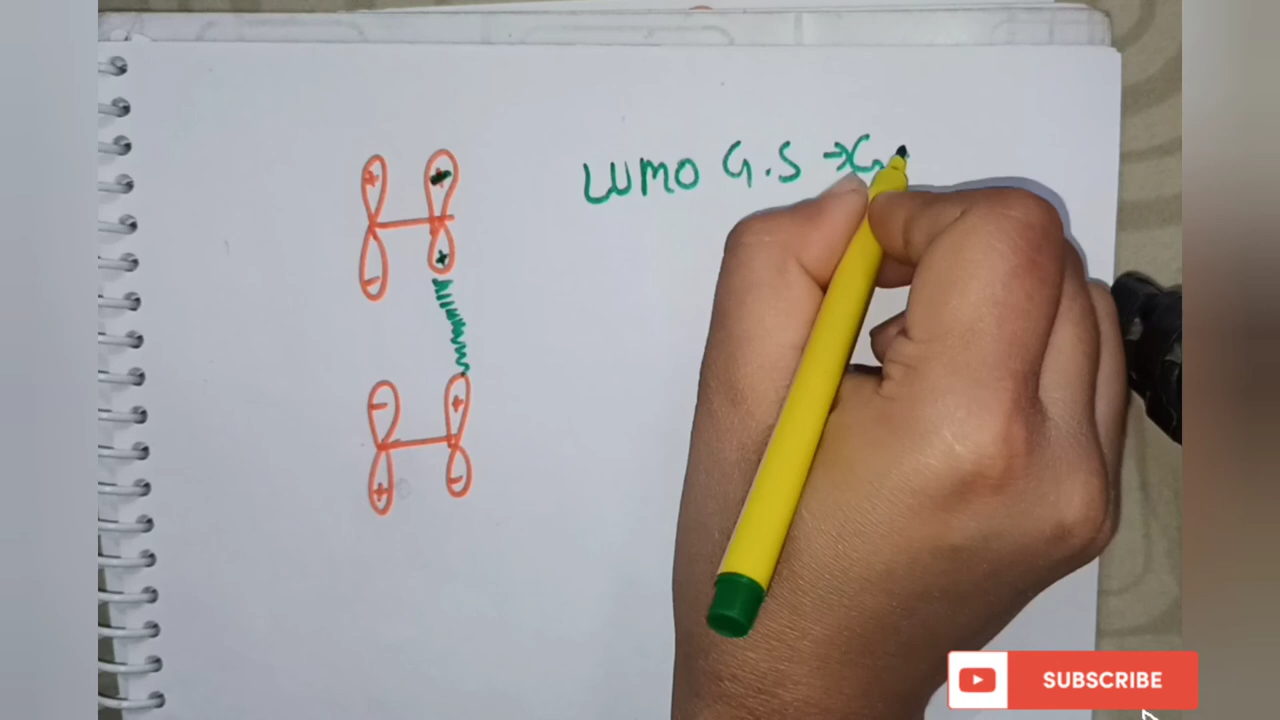 LUMO G.S →G.
+ +
- +
- +
+ -
SUBSCRIBE